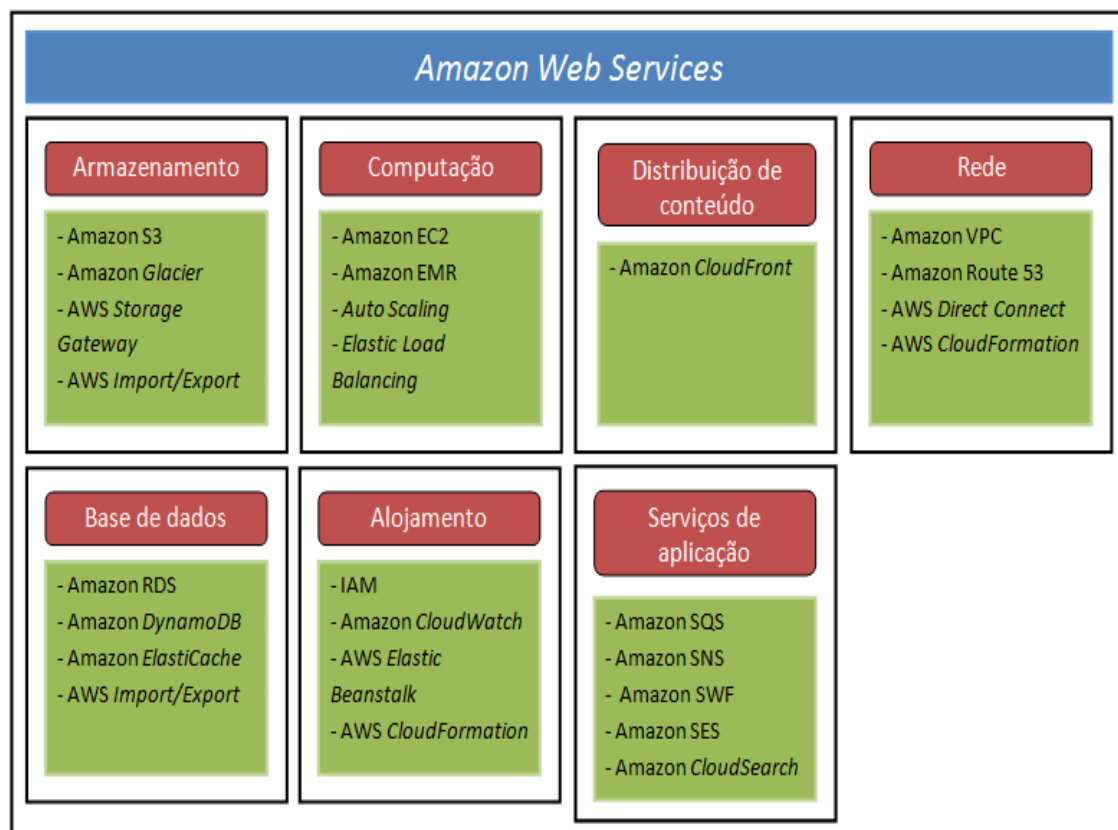 Amazon Web Services
Armazenamento
- Amazon S3
- Amazon Glacier
- AWS Storage
Gateway
- AWS Import/Export
Computação
- Amazon EC2
- Amazon EMR
- Auto Scaling
- Elastic Load
Balancing
Distribuição de
conteúdo
- Amazon CloudFront
Rede
- Amazon VPC
- Amazon Route 53
- AWS Direct Connect
- AWS CloudFormation
Base de dados
- Amazon RDS
- Amazon DynamoDB
- Amazon ElastiCache
- AWS Import/Export
Alojamento
- IAM
- Amazon CloudWatch
- AWS Elastic
Beanstalk
- AWS CloudFormation
Serviços de
aplicação
- Amazon SQS
- Amazon SNS
- Amazon SWF
- Amazon SES
- Amazon CloudSearch